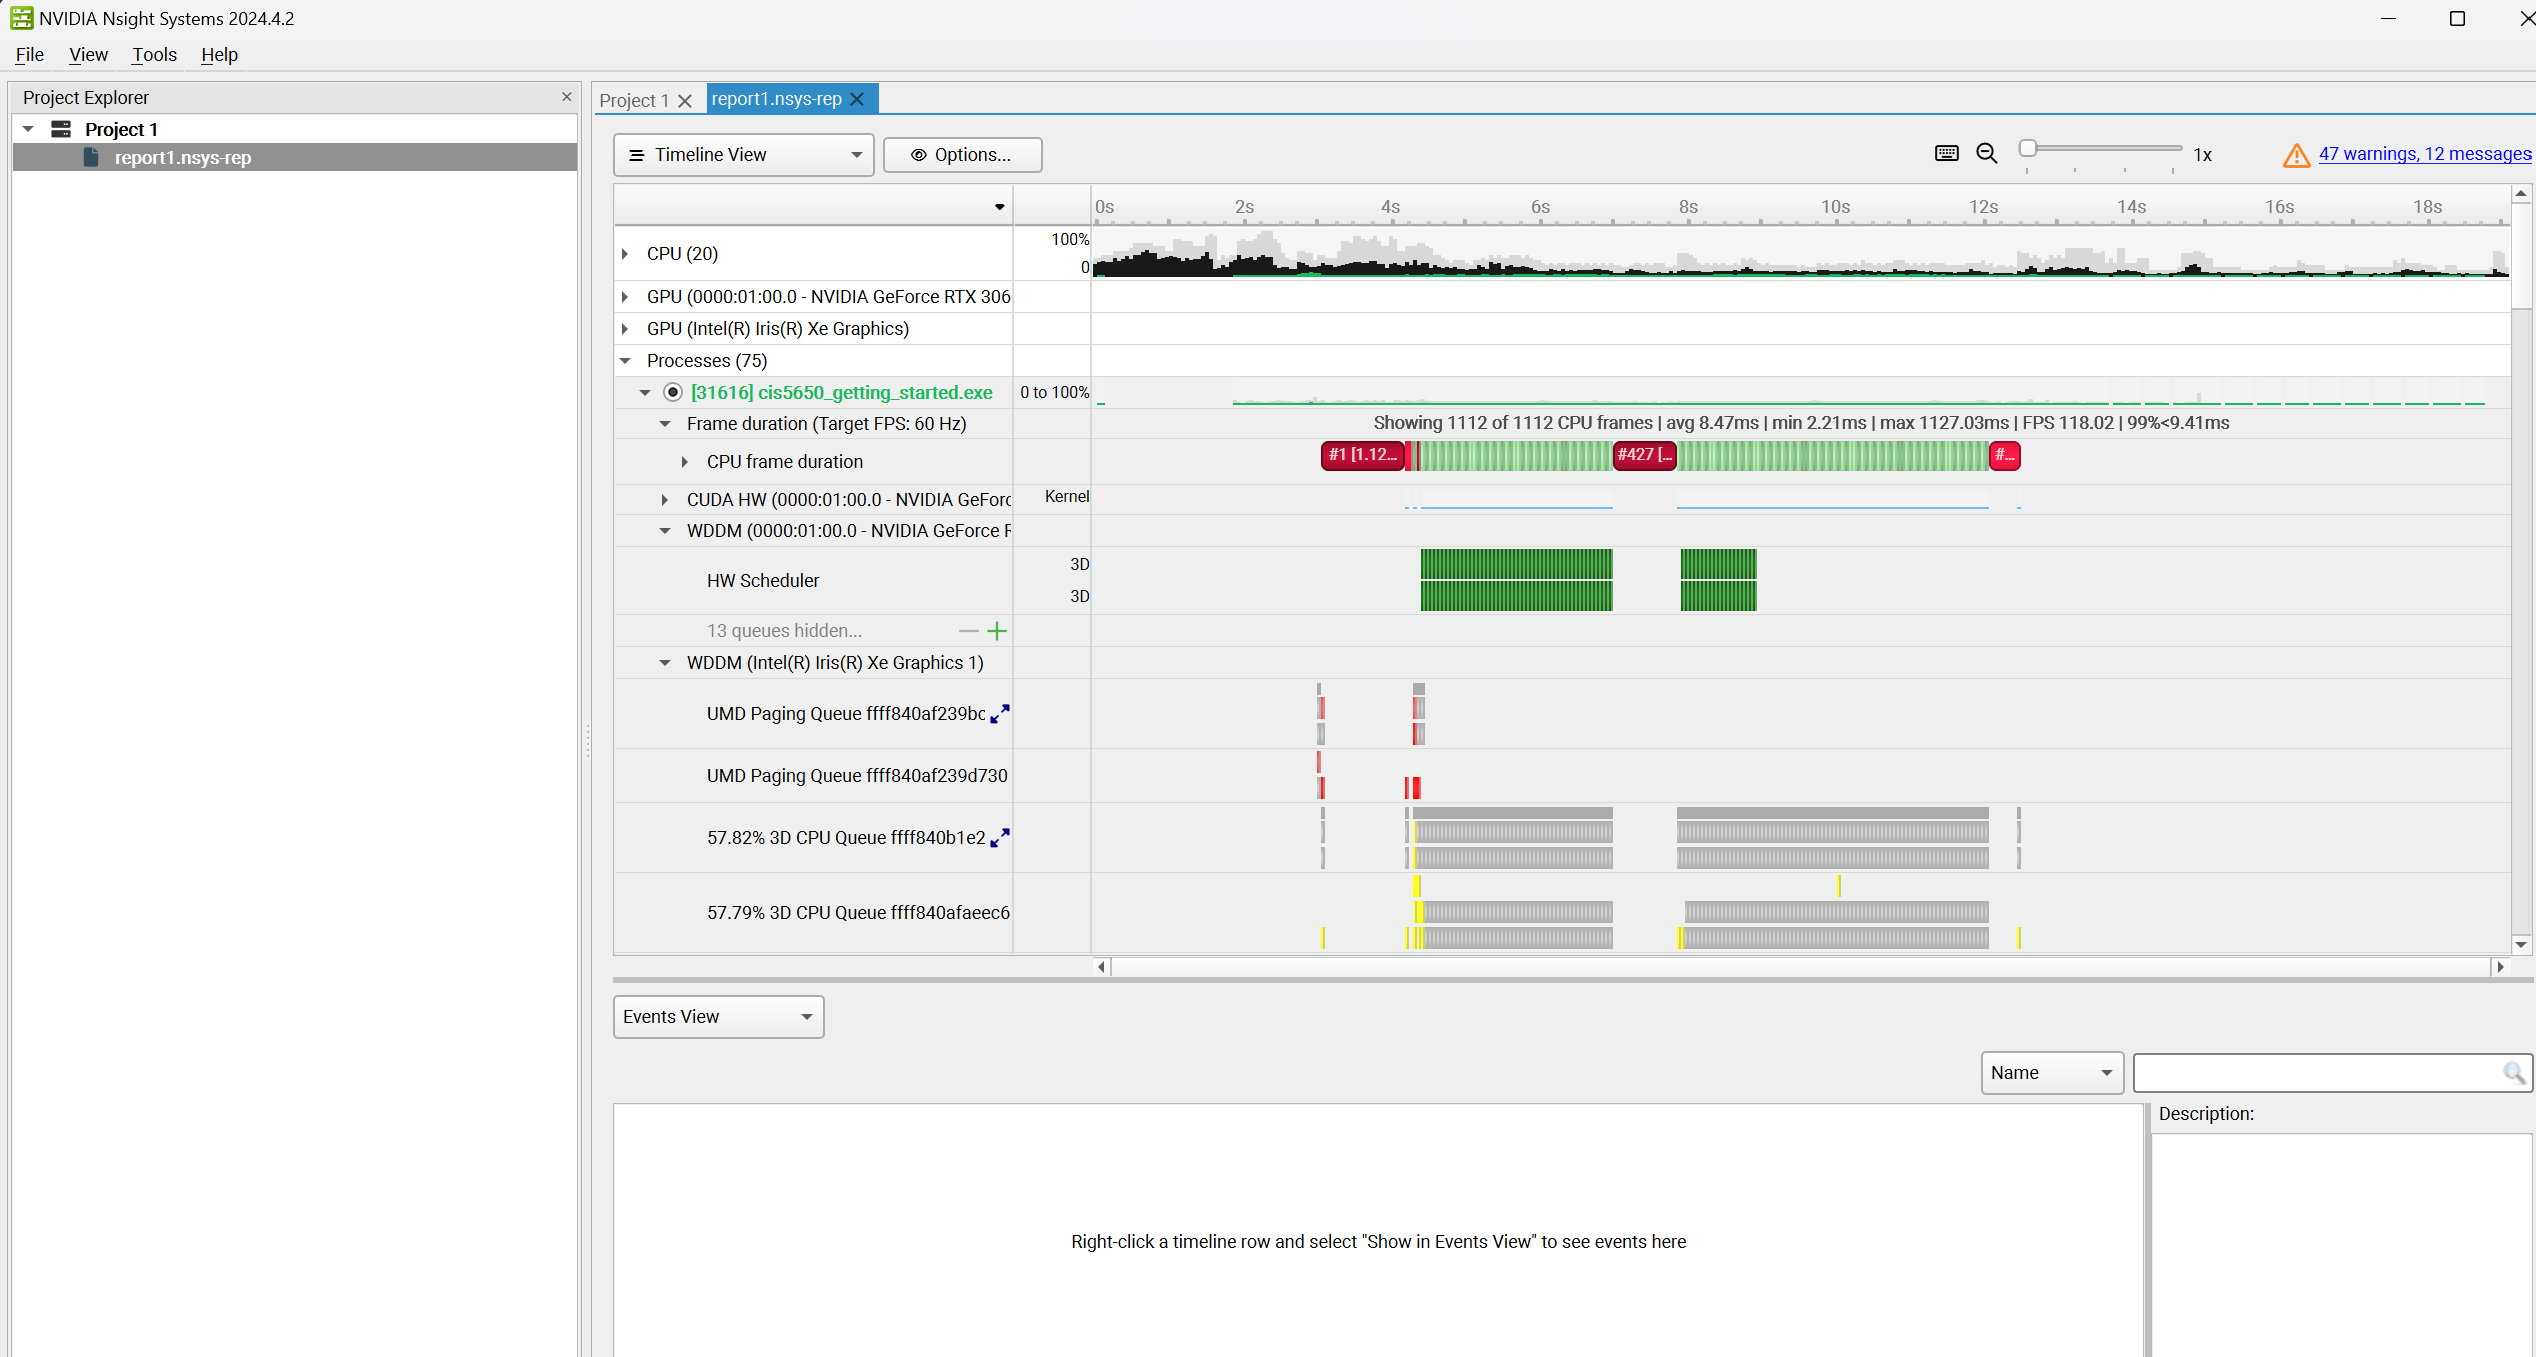 NVIDIA Nsight Systems 2024.4.2
File View Tools Help
Project Explorer
Project 1
report1.nsys-rep
Project 1
report1.nsys-rep
Timeline View
Options...
1x
47 warnings, 12 messages
0s 2s 4s 6s 8s 10s 12s 14s 16s 18s
CPU (20)
100%
0
GPU (0000:01:00.0 - NVIDIA GeForce RTX 306
GPU (Intel(R) Iris(R) Xe Graphics)
Processes (75)
[31616] cis5650_getting_started.exe
0 to 100%
Frame duration (Target FPS: 60 Hz)
Showing 1112 of 1112 CPU frames | avg 8.47ms | min 2.21ms | max 1127.03ms | FPS 118.02 | 99%<9.41ms
CPU frame duration
#1 [1.12... #427 [... #...
CUDA HW (0000:01:00.0 - NVIDIA GeForc
Kernel
WDDM (0000:01:00.0 - NVIDIA GeForce R
HW Scheduler
3D
3D
13 queues hidden...
WDDM (Intel(R) Iris(R) Xe Graphics 1)
UMD Paging Queue ffff840af239bc
UMD Paging Queue ffff840af239d730
57.82% 3D CPU Queue ffff840b1e2
57.79% 3D CPU Queue ffff840afaeec6
Events View
Name
Description:
Right-click a timeline row and select "Show in Events View" to see events here